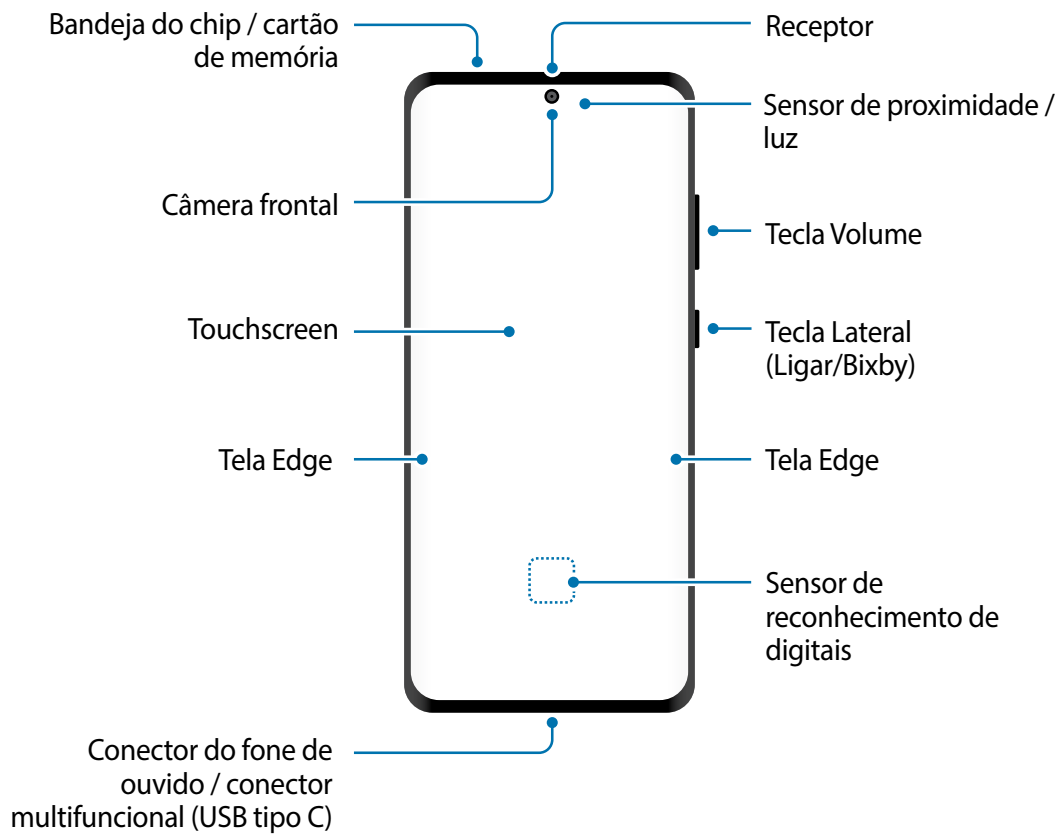 Bandeja do chip / cartão
de memória
Receptor
Sensor de proximidade /
luz
Câmera frontal
Tecla Volume
Touchscreen
Tecla Lateral
(Ligar/Bixby)
Tela Edge
Tela Edge
Sensor de
reconhecimento de
digitais
Conector do fone de
ouvido / conector
multifuncional (USB tipo C)